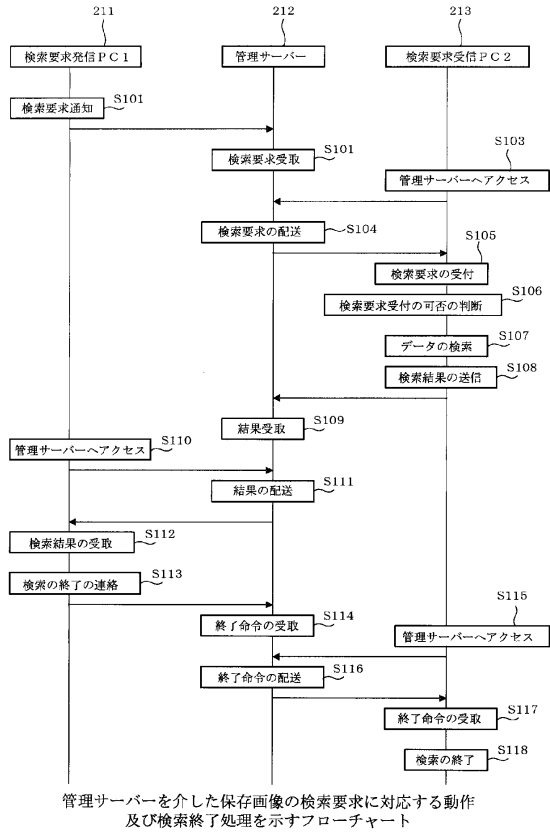 211
212
213
検索要求発信PC1
管理サーバー
検索要求受信PC2
検索要求通知
S101
検索要求受取
S101
S103
管理サーバーへアクセス
検索要求の配送
S104
S105
検索要求の受付
検索要求受付の可否の判断
S106
データの検索
S107
検索結果の送信
S108
結果受取
S109
管理サーバーへアクセス
S110
結果の配送
S111
検索結果の受取
S112
検索の終了の連絡
S113
終了命令の受取
S114
S115
管理サーバーへアクセス
終了命令の配送
S116
終了命令の受取
S117
検索の終了
S118
管理サーバーを介した保存画像の検索要求に対応する動作
及び検索終了処理を示すフローチャート